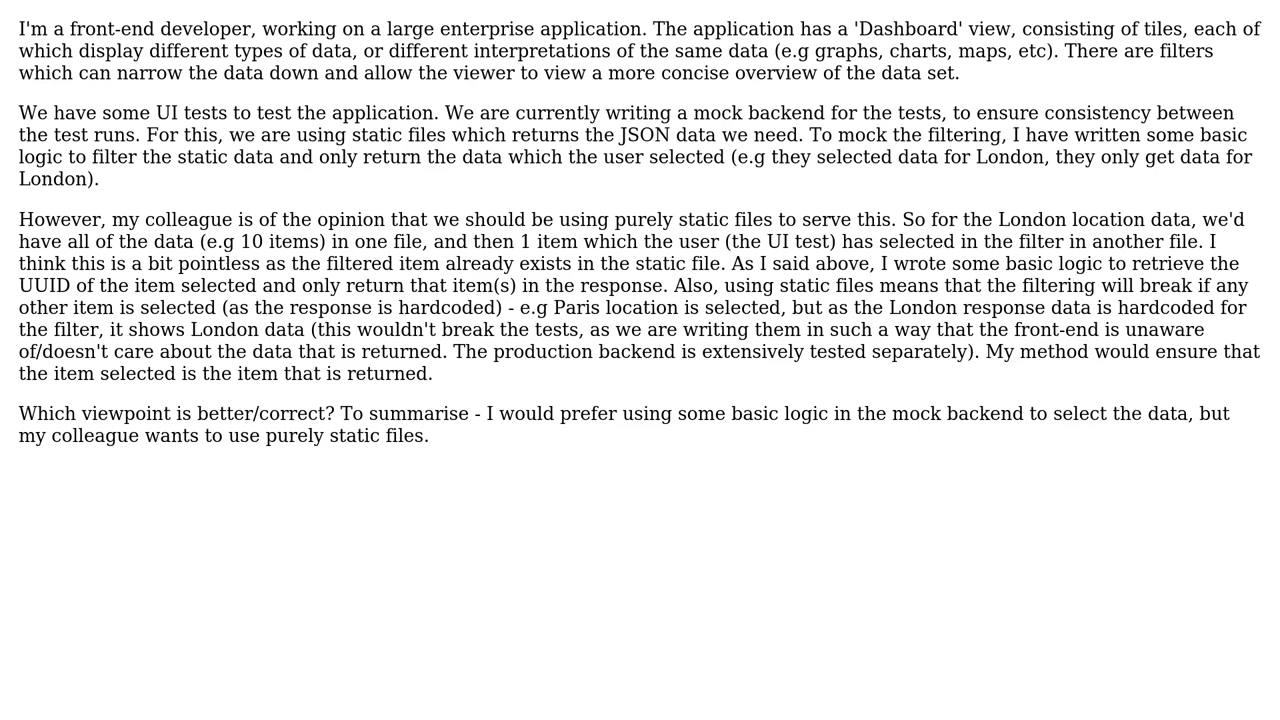 I'm a front-end developer, working on a large enterprise application. The application has a 'Dashboard' view, consisting of tiles, each of
which display different types of data, or different interpretations of the same data (e.g graphs, charts, maps, etc). There are filters
which can narrow the data down and allow the viewer to view a more concise overview of the data set.
We have some UI tests to test the application. We are currently writing a mock backend for the tests, to ensure consistency between
the test runs. For this, we are using static files which returns the JSON data we need. To mock the filtering, I have written some basic
logic to filter the static data and only return the data which the user selected (e.g they selected data for London, they only get data for
London).
However, my colleague is of the opinion that we should be using purely static files to serve this. So for the London location data, we'd
have all of the data (e.g 10 items) in one file, and then 1 item which the user (the UI test) has selected in the filter in another file. I
think this is a bit pointless as the filtered item already exists in the static file. As I said above, I wrote some basic logic to retrieve the
UUID of the item selected and only return that item(s) in the response. Also, using static files means that the filtering will break if any
other item is selected (as the response is hardcoded) - e.g Paris location is selected, but as the London response data is hardcoded for
the filter, it shows London data (this wouldn't break the tests, as we are writing them in such a way that the front-end is unaware
of/doesn't care about the data that is returned. The production backend is extensively tested separately). My method would ensure that
the item selected is the item that is returned.
Which viewpoint is better/correct? To summarise - I would prefer using some basic logic in the mock backend to select the data, but
my colleague wants to use purely static files.